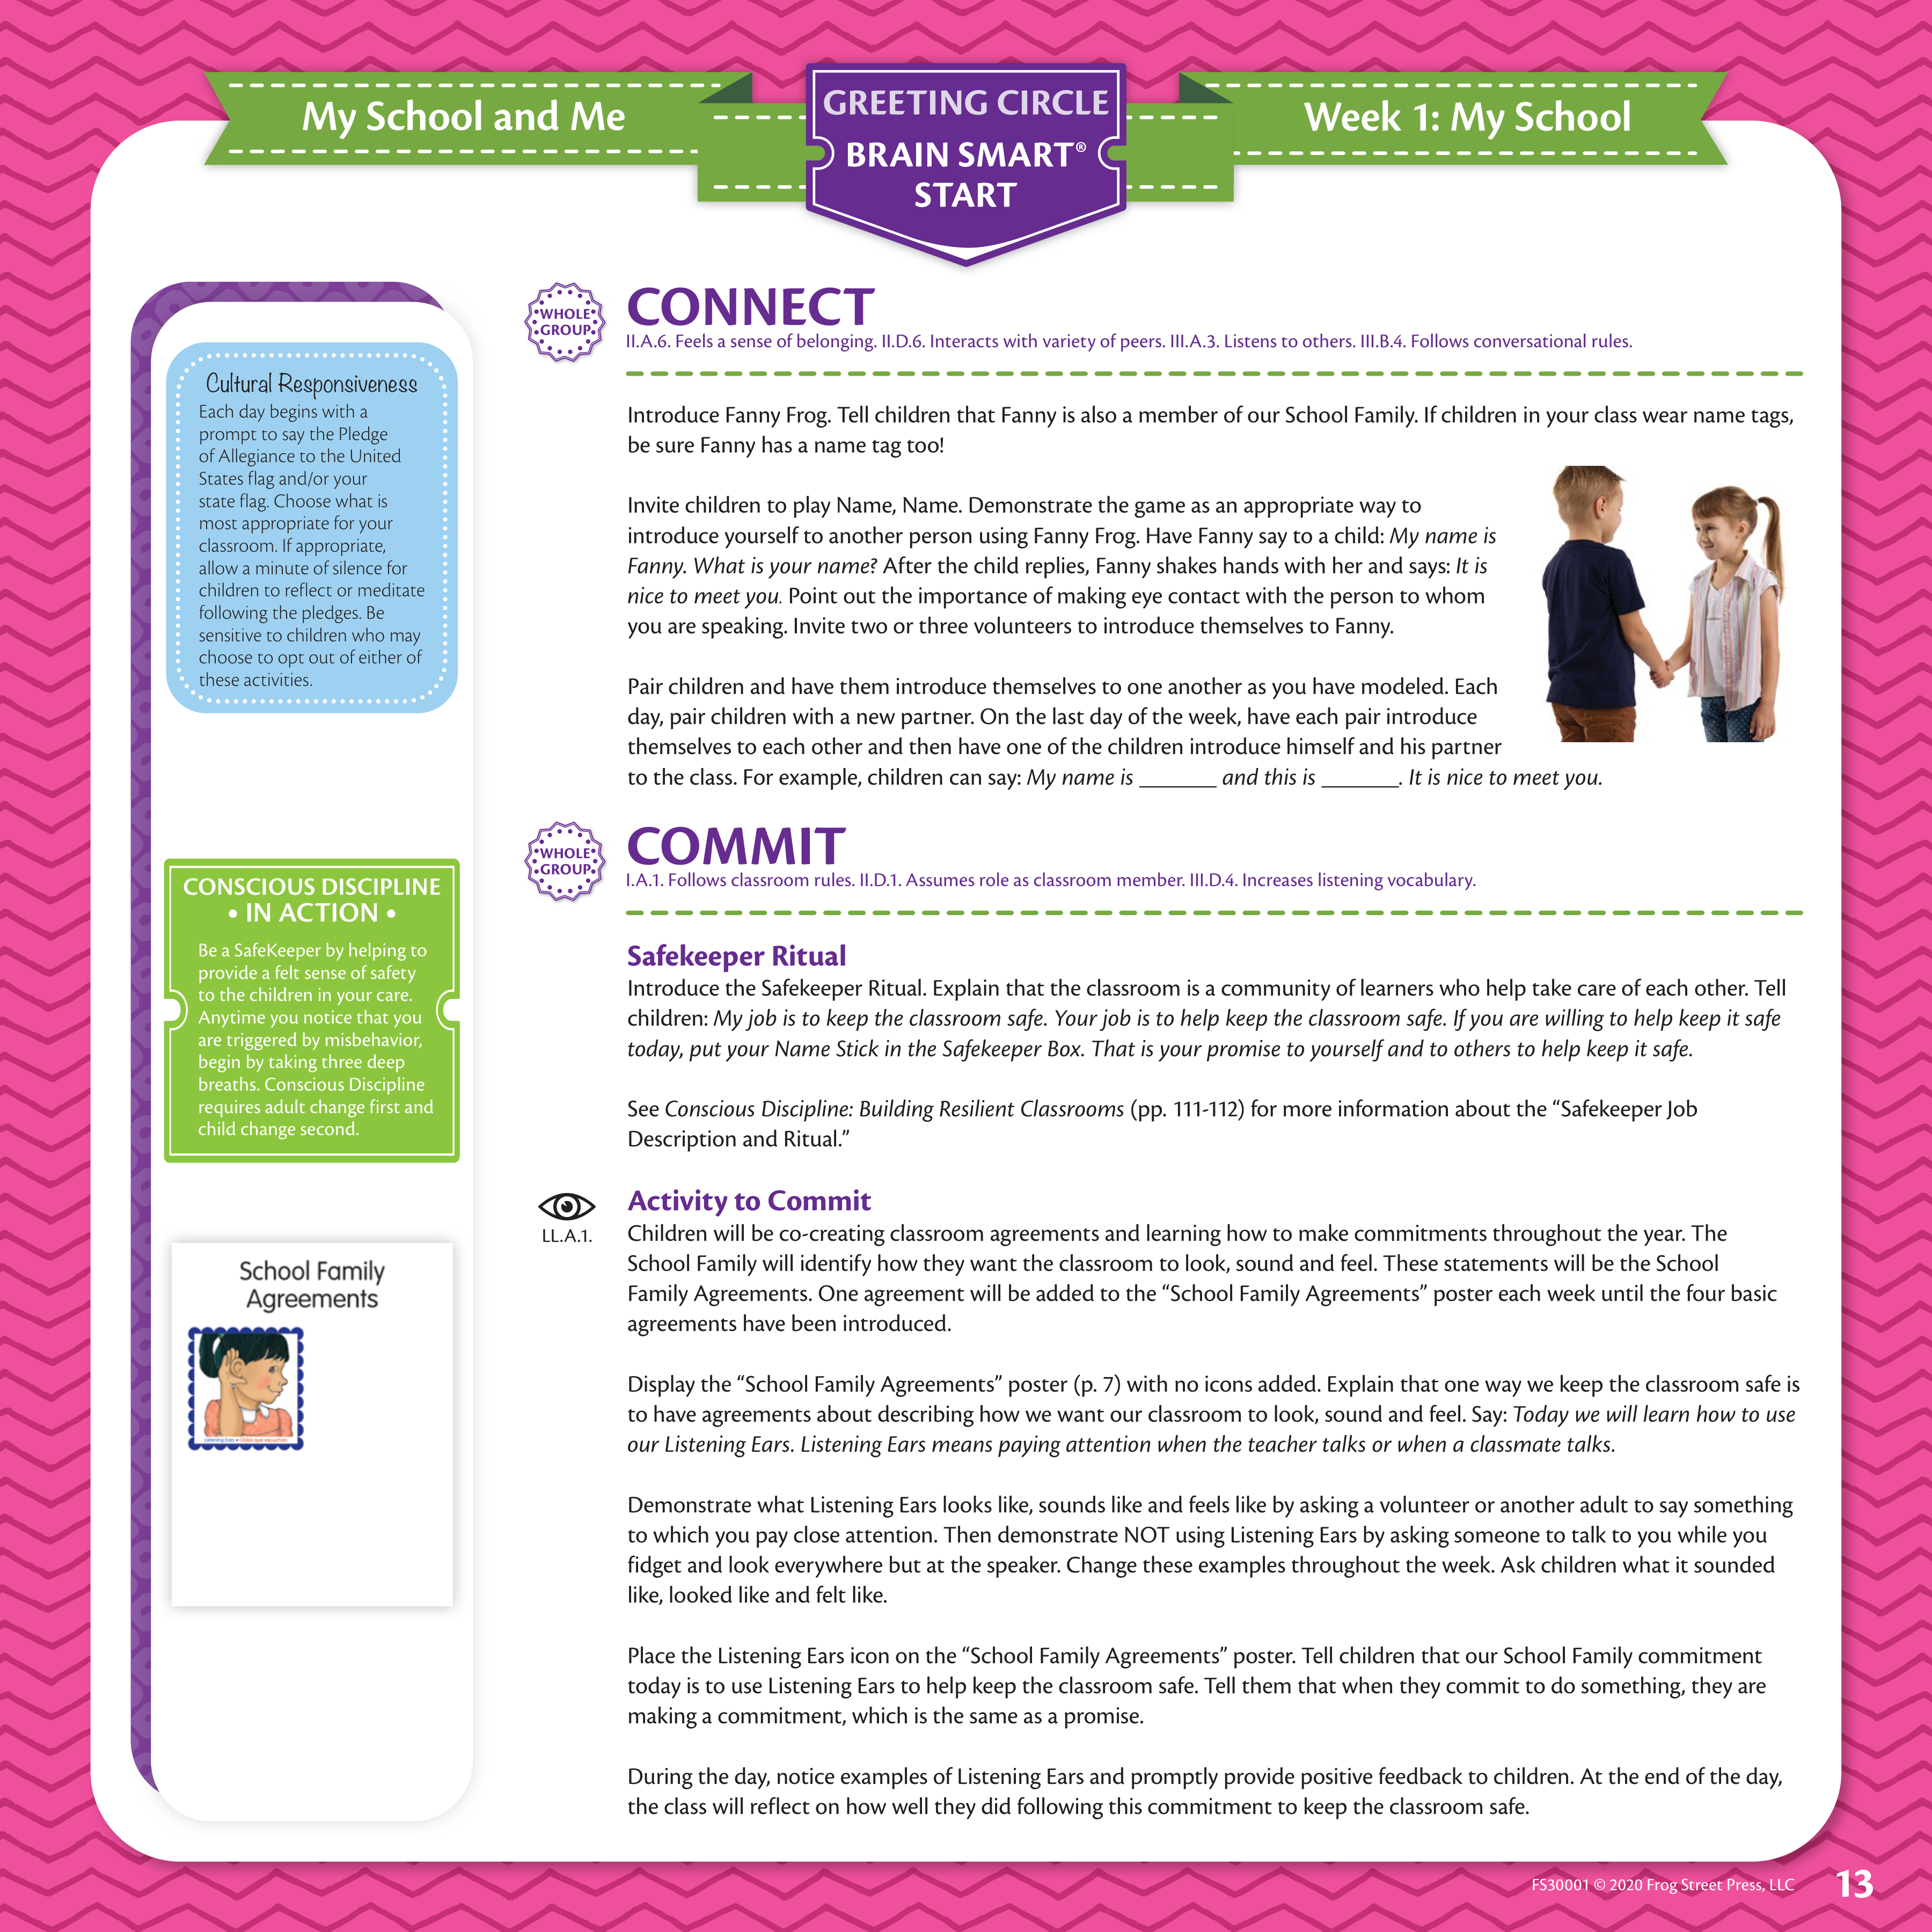 My School and Me
GREETING CIRCLE
BRAIN SMART®
START
Week 1: My School
Cultural Responsiveness
Each day begins with a
prompt to say the Pledge
of Allegiance to the United
States flag and/or your
state flag. Choose what is
most appropriate for your
classroom. If appropriate,
allow a minute of silence for
children to reflect or meditate
following the pledges. Be
sensitive to children who may
choose to opt out of either of
these activities.
CONSCIOUS DISCIPLINE
• IN ACTION •
Be a SafeKeeper by helping to
provide a felt sense of safety
to the children in your care.
Anytime you notice that you
are triggered by misbehavior,
begin by taking three deep
breaths. Conscious Discipline
requires adult change first and
child change second.
School Family
Agreements
Listening Ears •
WHOLE
GROUP
CONNECT
II.A.6. Feels a sense of belonging. II.D.6. Interacts with variety of peers. III.A.3. Listens to others. III.B.4. Follows conversational rules.
Introduce Fanny Frog. Tell children that Fanny is also a member of our School Family. If children in your class wear name tags,
be sure Fanny has a name tag too!
Invite children to play Name, Name. Demonstrate the game as an appropriate way to
introduce yourself to another person using Fanny Frog. Have Fanny say to a child: My name is
Fanny. What is your name? After the child replies, Fanny shakes hands with her and says: It is
nice to meet you. Point out the importance of making eye contact with the person to whom
you are speaking. Invite two or three volunteers to introduce themselves to Fanny.
Pair children and have them introduce themselves to one another as you have modeled. Each
day, pair children with a new partner. On the last day of the week, have each pair introduce
themselves to each other and then have one of the children introduce himself and his partner
to the class. For example, children can say: My name is _______ and this is _______. It is nice to meet you.
WHOLE
GROUP
COMMIT
I.A.1. Follows classroom rules. II.D.1. Assumes role as classroom member. III.D.4. Increases listening vocabulary.
Safekeeper Ritual
Introduce the Safekeeper Ritual. Explain that the classroom is a community of learners who help take care of each other. Tell
children: My job is to keep the classroom safe. Your job is to help keep the classroom safe. If you are willing to help keep it safe
today, put your Name Stick in the Safekeeper Box. That is your promise to yourself and to others to help keep it safe.
See Conscious Discipline: Building Resilient Classrooms (pp. 111-112) for more information about the “Safekeeper Job
Description and Ritual.”
LL.A.1.
Activity to Commit
Children will be co-creating classroom agreements and learning how to make commitments throughout the year. The
School Family will identify how they want the classroom to look, sound and feel. These statements will be the School
Family Agreements. One agreement will be added to the “School Family Agreements” poster each week until the four basic
agreements have been introduced.
Display the “School Family Agreements” poster (p. 7) with no icons added. Explain that one way we keep the classroom safe is
to have agreements about describing how we want our classroom to look, sound and feel. Say: Today we will learn how to use
our Listening Ears. Listening Ears means paying attention when the teacher talks or when a classmate talks.
Demonstrate what Listening Ears looks like, sounds like and feels like by asking a volunteer or another adult to say something
to which you pay close attention. Then demonstrate NOT using Listening Ears by asking someone to talk to you while you
fidget and look everywhere but at the speaker. Change these examples throughout the week. Ask children what it sounded
like, looked like and felt like.
Place the Listening Ears icon on the “School Family Agreements” poster. Tell children that our School Family commitment
today is to use Listening Ears to help keep the classroom safe. Tell them that when they commit to do something, they are
making a commitment, which is the same as a promise.
During the day, notice examples of Listening Ears and promptly provide positive feedback to children. At the end of the day,
the class will reflect on how well they did following this commitment to keep the classroom safe.
FS30001 © 2020 Frog Street Press, LLC
13